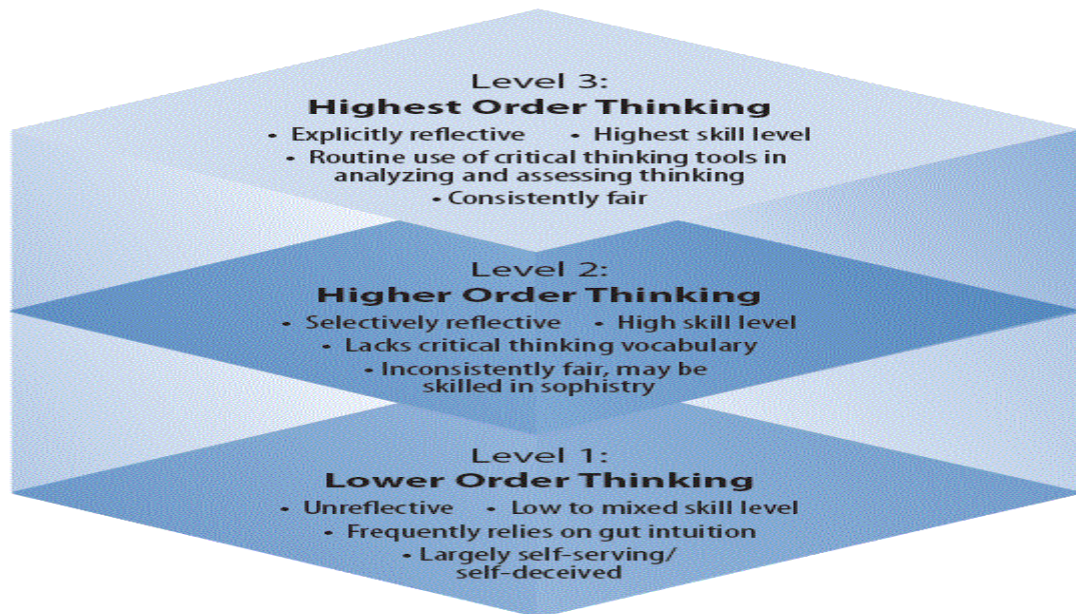 Level 3:
Highest Order Thinking
• Explicitly reflective • Highest skill level
• Routine use of critical thinking tools in
analyzing and assessing thinking
• Consistently fair
Level 2:
Higher Order Thinking
• Selectively reflective • High skill level
• Lacks critical thinking vocabulary
• Inconsistently fair, may be
skilled in sophistry
Level 1:
Lower Order Thinking
• Unreflective • Low to mixed skill level
• Frequently relies on gut intuition
• Largely self-serving/
self-deceived